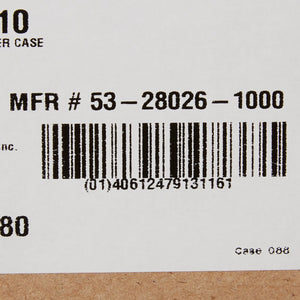 10
ER CASE
MFR # 53-28026-1000
nc.
(01)40612479131161
80
Case 088